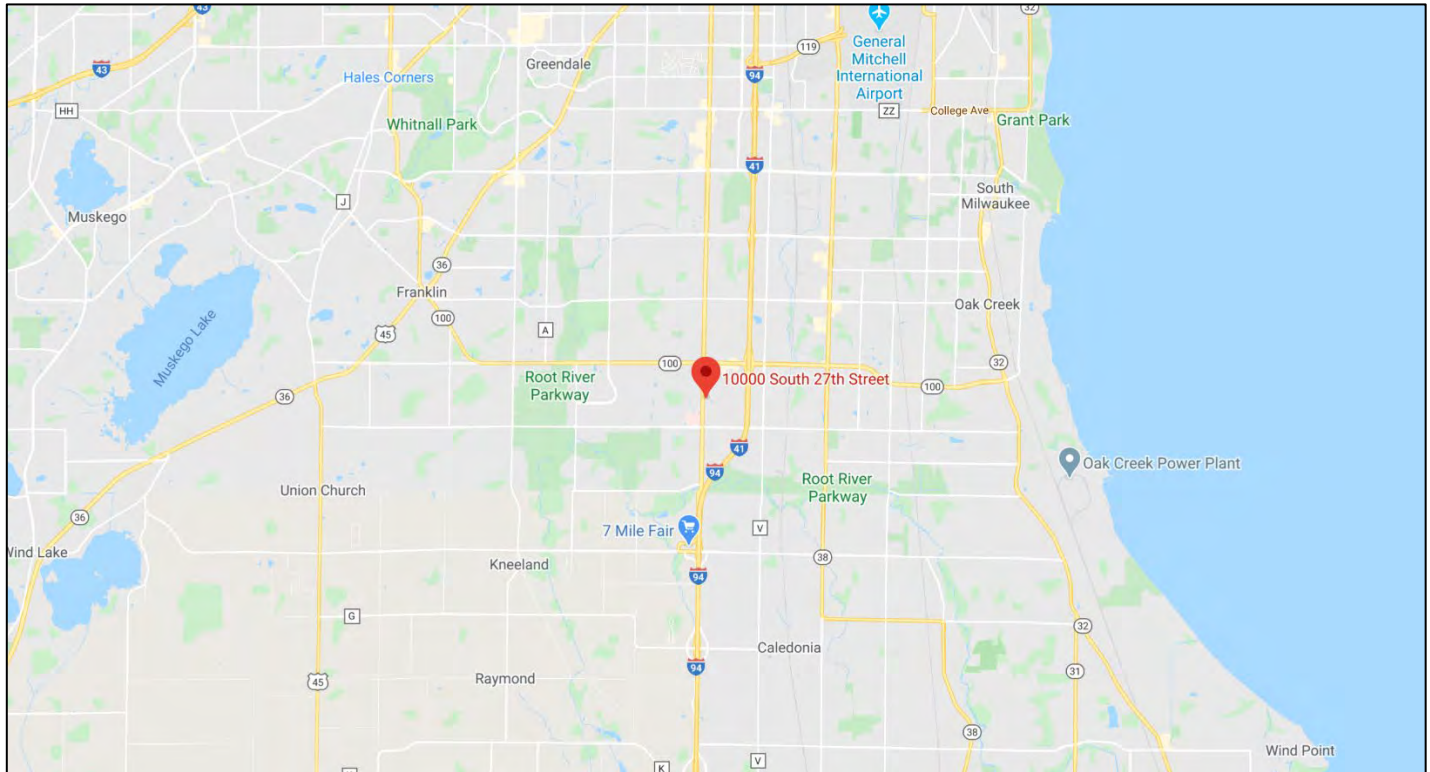 43
32
General
Mitchell
International
Airport
119
Greendale
43
94
Hales Corners
HH
ZZ
College Ave
Whitnall Park
Grant Park
41
South
Milwaukee
J
Muskego
36
Franklin
Oak Creek
100
45
A
Muskego Lake
100
32
Root River
Parkway
10000 South 27th Street
100
36
41
Oak Creek Power Plant
94
Root River
Parkway
Union Church
36
7 Mile Fair
V
Wind Lake
38
Kneeland
94
G
32
Caledonia
94
31
45
Raymond
38
Wind Point
V
K